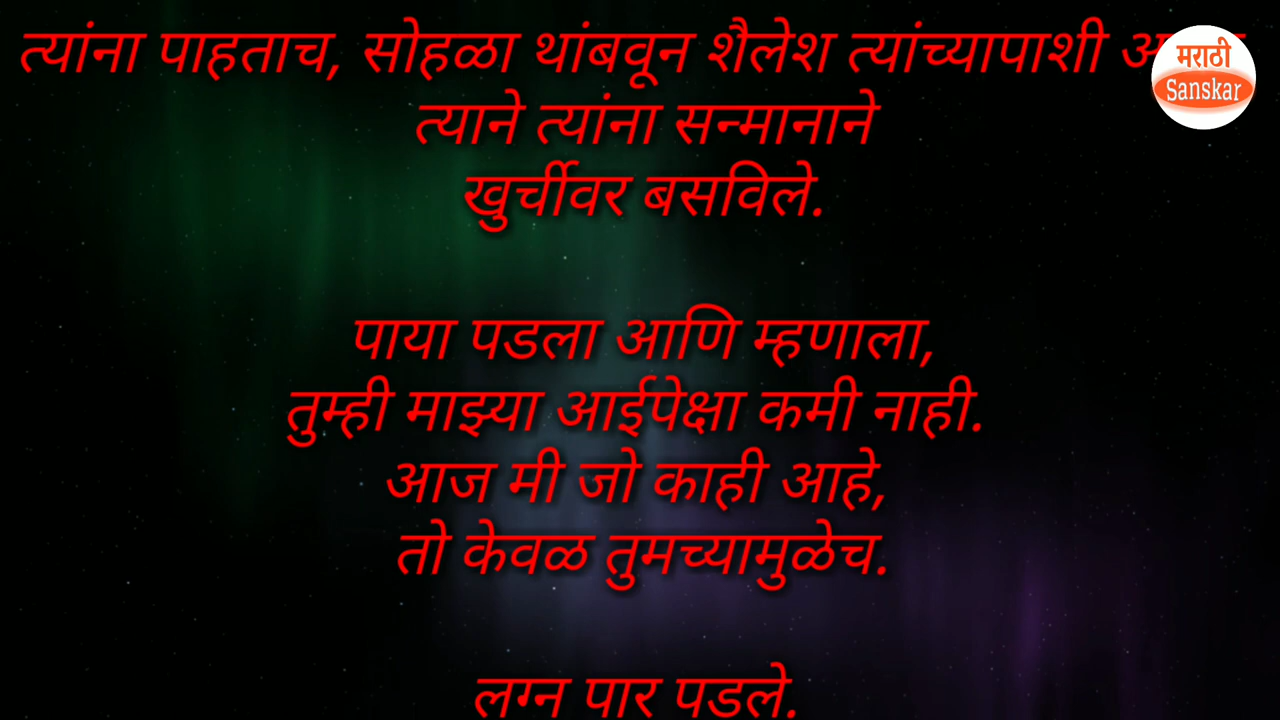 त्यांना पाहताच, सोहळा थांबवून शैलेश त्यांच्यापाशी
मराठी
Sanskar
त्याने त्यांना सन्मानाने
खुर्चीवर बसविले.
पाया पडला आणि म्हणाला,
तुम्ही माझ्या आईपेक्षा कमी नाही.
आज मी जो काही आहे,
तो केवळ तुमच्यामुळेच.
लग्न पार पडले.